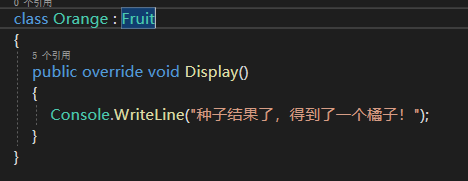 0 个引用
class Orange : Fruit
{
5 个引用
public override void Display()
{
Console.WriteLine("种子结果了，得到了一个橘子！");
}
}